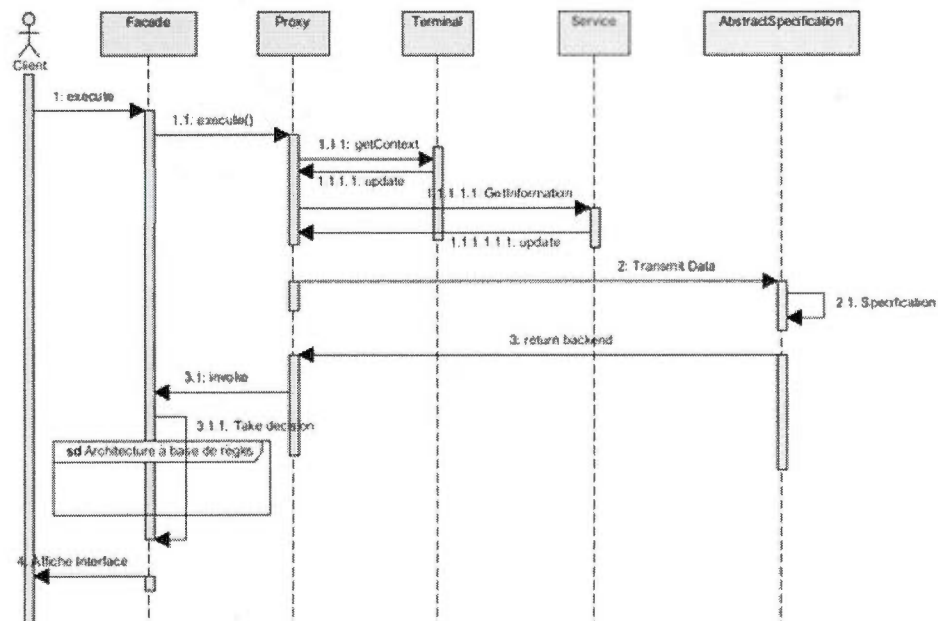 Facade
Proxy
Terminal
Service
AbstractSpecification
Client
1: execute
1.1: execute()
1.1.1: getContext
1.1.1.1: update
1.1.1.1.1: GetInformation
1.1.1.1.1.1: update
2: Transmit Data
2.1: Specification
3: return backend
3.1: invoke
3.1.1: Take decision
sd Architecture à base de règles
4: Affiche Interface